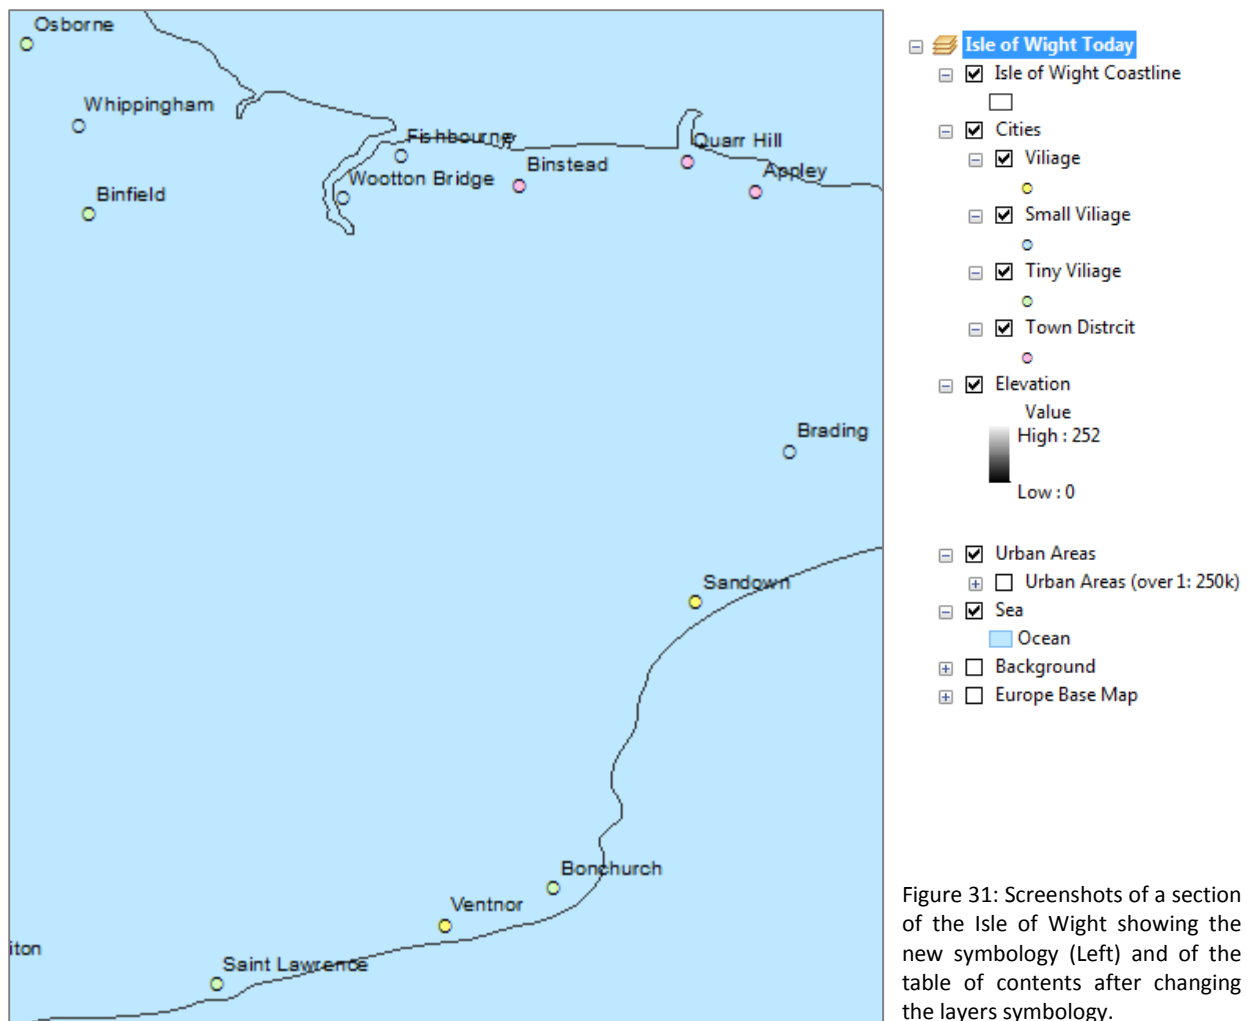 Osborne
Whippingham
Fishbourne
Quarr Hill
Binstead
Appley
Wootton Bridge
Binfield
Brading
Sandown
Bonchurch
Ventnor
iton
Saint Lawrence
Isle of Wight Today
Isle of Wight Coastline
Cities
Viliage
Small Viliage
Tiny Viliage
Town Distrcit
Elevation
Value
High : 252
Low : 0
Urban Areas
Urban Areas (over 1: 250k)
Sea
Ocean
Background
Europe Base Map
Figure 31: Screenshots of a section
of the Isle of Wight showing the
new symbology (Left) and of the
table of contents after changing
the layers symbology.